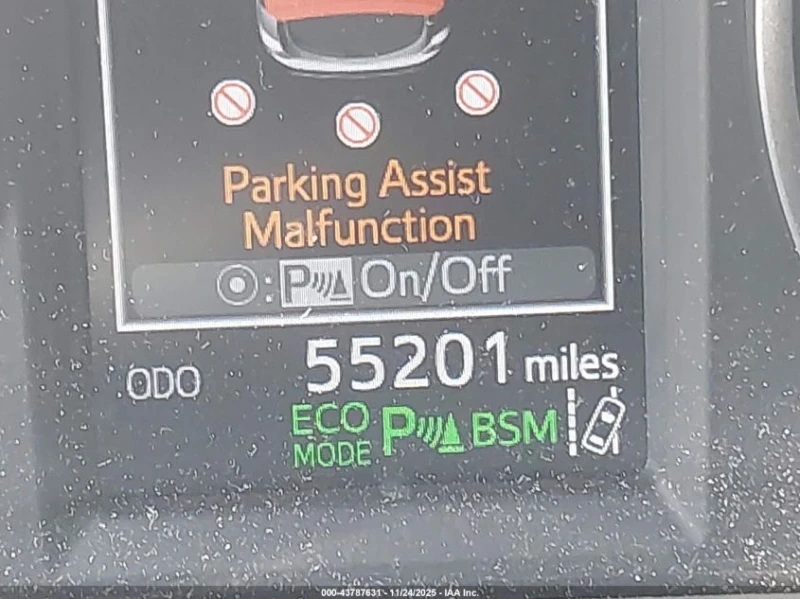 Parking Assist
Malfunction
: P On/Off
ODO 55201 miles
ECO MODE P BSM
000-43787631 - 11/24/2025 - IAA Inc.